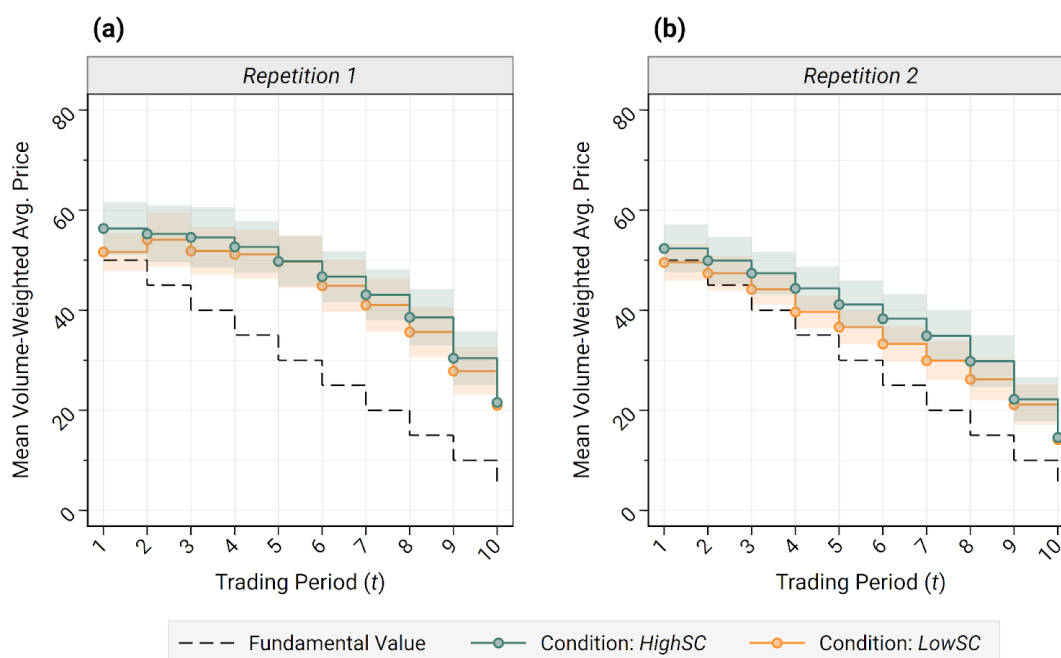 (a)
(b)
Repetition 1
Repetition 2
Mean Volume-Weighted Avg. Price
80
60
40
20
0
1 2 3 4 5 6 7 8 9 10
Trading Period (t)
Mean Volume-Weighted Avg. Price
80
60
40
20
0
1 2 3 4 5 6 7 8 9 10
Trading Period (t)
Fundamental Value Condition: HighSC Condition: LowSC